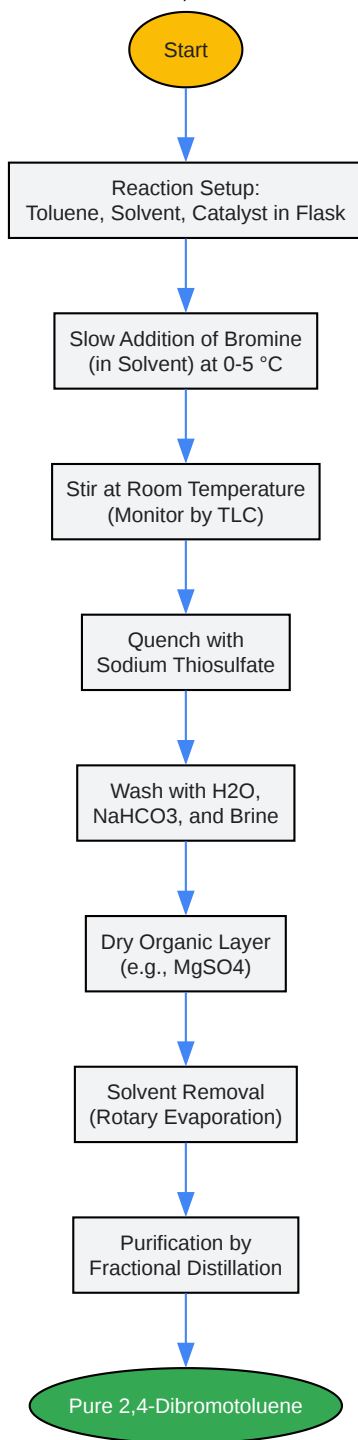 Start
Reaction Setup:
Toluene, Solvent, Catalyst in Flask
Slow Addition of Bromine
(in Solvent) at 0-5 °C
Stir at Room Temperature
(Monitor by TLC)
Quench with
Sodium Thiosulfate
Wash with H2O,
NaHCO3, and Brine
Dry Organic Layer
(e.g., MgSO4)
Solvent Removal
(Rotary Evaporation)
Purification by
Fractional Distillation
Pure 2,4-Dibromotoluene